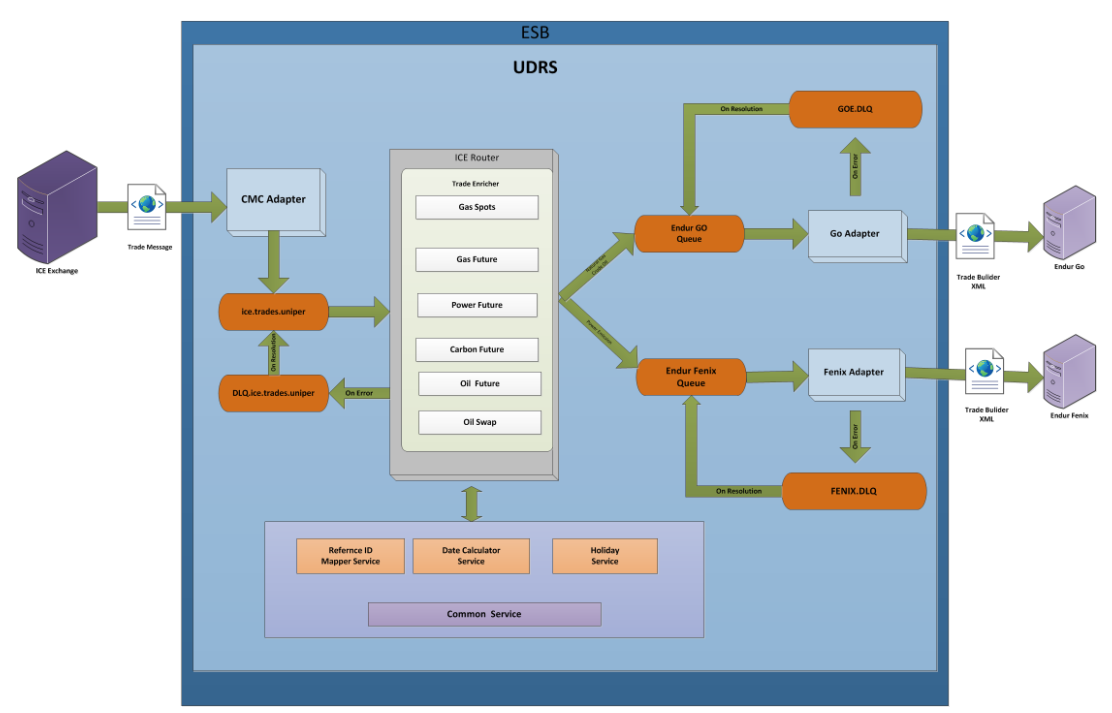 ESB
UDRS
On Resolution
GOE.DLQ
ICE Router
Trade Enricher
On Error
CMC Adapter
Gas Spots
Trade Message
ICE Exchange
Endur GO
Queue
Go Adapter
Trade Builder
XML
Endur Go
Gas Future
ice.trades.uniper
Power Future
Power Emission
On Resolution
Carbon Future
DLQ.ice.trades.uniper
On Error
Oil Future
Oil Swap
Endur Fenix
Queue
Fenix Adapter
Trade Bulider
XML
Endur Fenix
On Error
On Resolution
FENIX.DLQ
Refernce ID
Mapper Service
Date Calculator
Service
Holiday
Service
Common Service